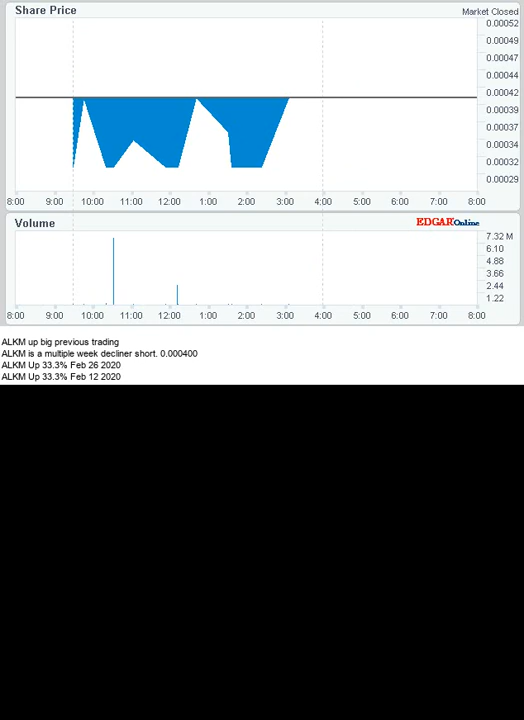 Share Price
Market Closed
0.00052
0.00049
0.00047
0.00044
0.00042
0.00039
0.00037
0.00034
0.00032
0.00029
8:00 9:00 10:00 11:00 12:00 1:00 2:00 3:00 4:00 5:00 6:00 7:00 8:00
Volume
EDGAR Online
7.32 M
6.10
4.88
3.66
2.44
1.22
8:00 9:00 10:00 11:00 12:00 1:00 2:00 3:00 4:00 5:00 6:00 7:00 8:00
ALKM up big previous trading
ALKM is a multiple week decliner short. 0.000400
ALKM Up 33.3% Feb 26 2020
ALKM Up 33.3% Feb 12 2020